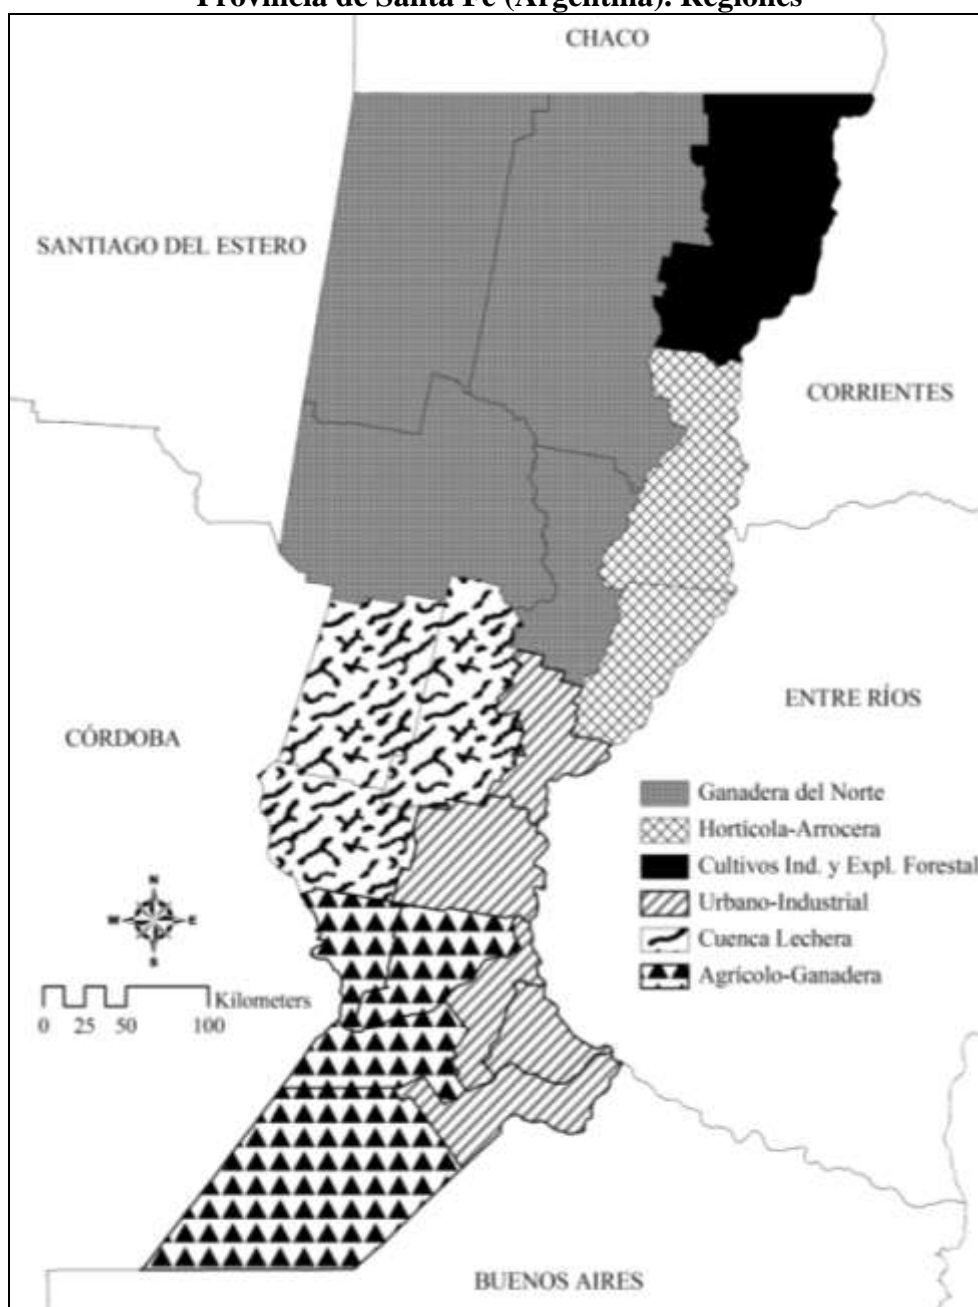 Provincia de Santa Fe (Argentina). Regiones
CHACO
SANTIAGO DEL ESTERO
CORRIENTES
ENTRE RÍOS
CÓRDOBA
Ganadera del Norte
Hortícola-Arrocera
Cultivos Ind. y Expl. Forestal
Urbano-Industrial
Cuenca Lechera
Agrícolo-Ganadera
N
W E
S
Kilometers
0 25 50 100
BUENOS AIRES